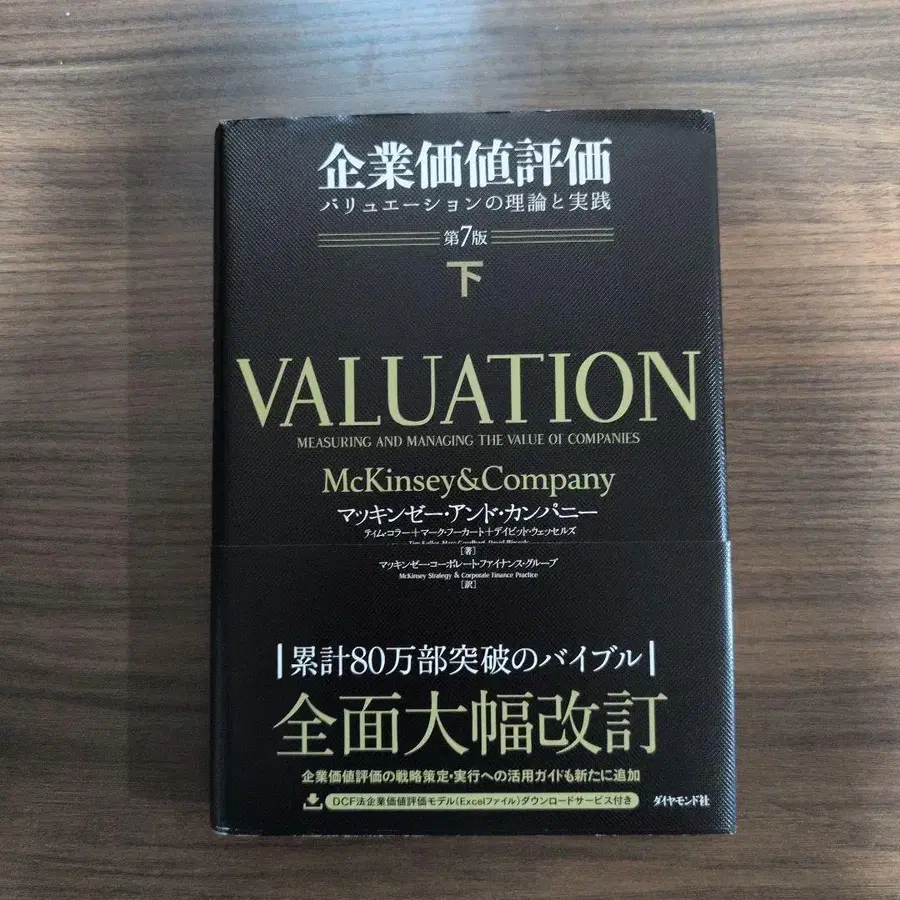 企業価値評価
バリュエーションの理論と実践
第7版
下
VALUATION
MEASURING AND MANAGING THE VALUE OF COMPANIES
McKinsey&Company
マッキンゼー・アンド・カンパニー
ティム・コラー+マーク・フーカート+デイビッド・ウェッセルズ
[著]
マッキンゼー・コーポレート・ファイナンス・グループ
McKinsey Strategy & Corporate Finance Practice
[訳]
累計80万部突破のバイブル
全面大幅改訂
企業価値評価の戦略策定・実行への活用ガイドも新たに追加
DCF法企業価値評価モデル(Excelファイル)ダウンロードサービス付き
ダイヤモンド社